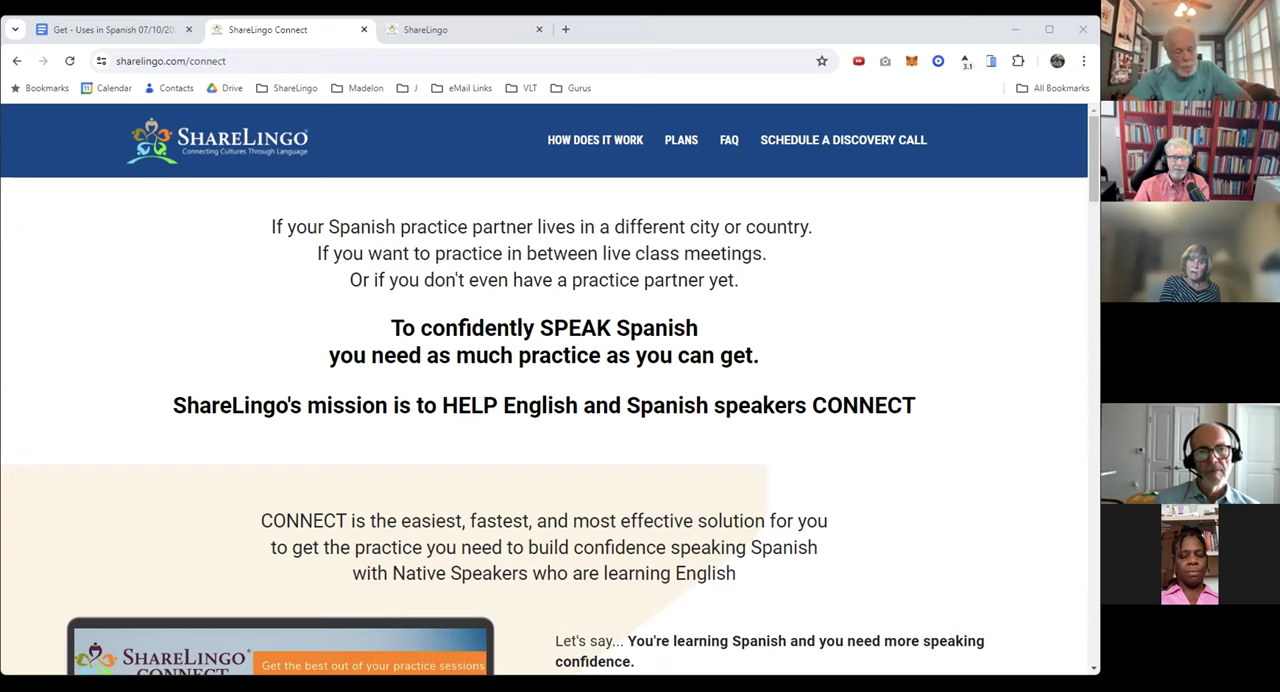 Get - Uses in Spanish 07/10/20
ShareLingo Connect
ShareLingo
sharelingo.com/connect
3.1
Bookmarks
Calendar
Contacts
Drive
ShareLingo
Madelon
J
eMail Links
VLT
Gurus
All Bookmarks
SHARELINGO
Connecting Cultures Through Language
HOW DOES IT WORK
PLANS
FAQ
SCHEDULE A DISCOVERY CALL
If your Spanish practice partner lives in a different city or country.
If you want to practice in between live class meetings.
Or if you don't even have a practice partner yet.
To confidently SPEAK Spanish
you need as much practice as you can get.
ShareLingo's mission is to HELP English and Spanish speakers CONNECT
CONNECT is the easiest, fastest, and most effective solution for you
to get the practice you need to build confidence speaking Spanish
with Native Speakers who are learning English
SHARELINGO®
CONNECT
Get the best out of your practice sessions
Let's say... You're learning Spanish and you need more speaking
confidence.